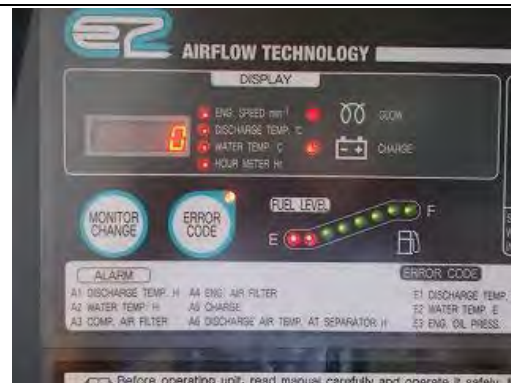 EZ
AIRFLOW TECHNOLOGY
DISPLAY
0
ENG. SPEED min-1
DISCHARGE TEMP. °C
WATER TEMP. °C
HOUR METER Hr
GLOW
CHARGE
MONITOR
CHANGE
ERROR
CODE
FUEL LEVEL
E
F
ALARM
A1 DISCHARGE TEMP. H
A2 WATER TEMP. H
A3 COMP. AIR FILTER
A4 ENG. AIR FILTER
A5 CHARGE
A6 DISCHARGE AIR TEMP. AT SEPARATOR H
ERROR CODE
E1 DISCHARGE TEMP.
E2 WATER TEMP. E
E3 ENG. OIL PRESS.
Before operating unit, read manual carefully and operate it safely.